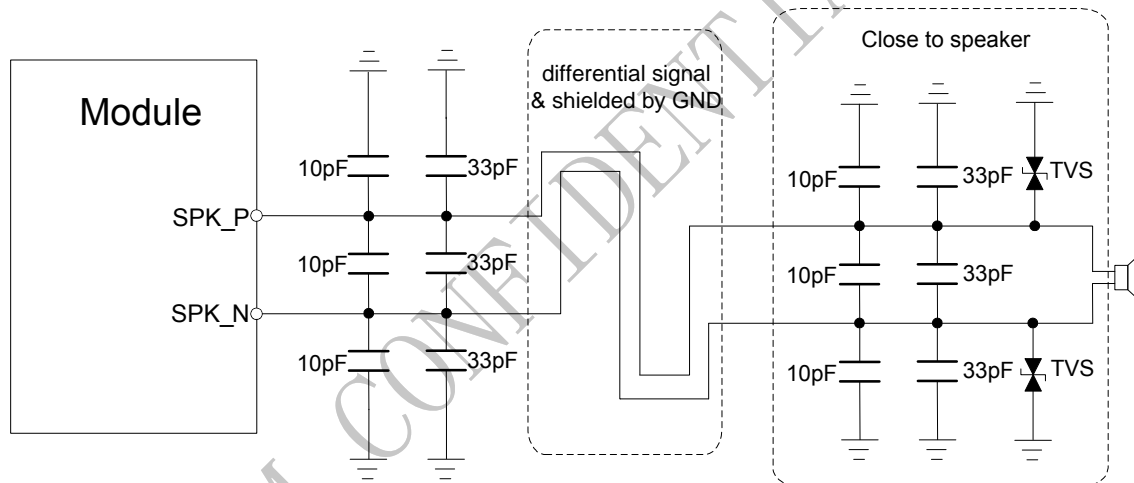 Close to speaker
differential signal
& shielded by GND
Module
10pF
33pF
10pF
33pF
TVS
SPK_P
10pF
33pF
10pF
33pF
SPK_N
10pF
33pF
10pF
33pF
TVS
CONFIDENTIAL